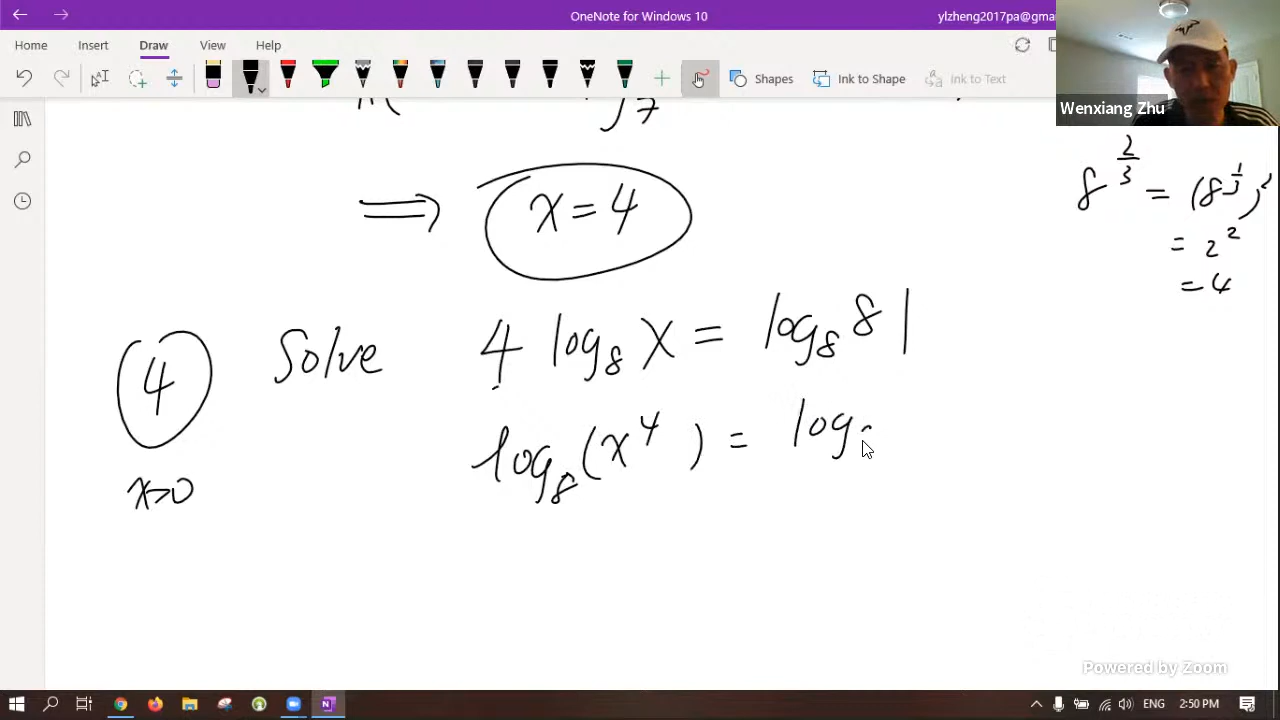 OneNote for Windows 10
ylzheng2017pa@gma
Home Insert Draw View Help
Shapes Ink to Shape Ink to Text
Wenxiang Zhu
7
⟹ x = 4
8^(2/3) = (8^(1/3))^2
= 2^2
= 4
④ Solve 4 log₈ x = log₈ 81
log₈(x⁴) = log
x>0
Powered by Zoom
ENG 2:50 PM